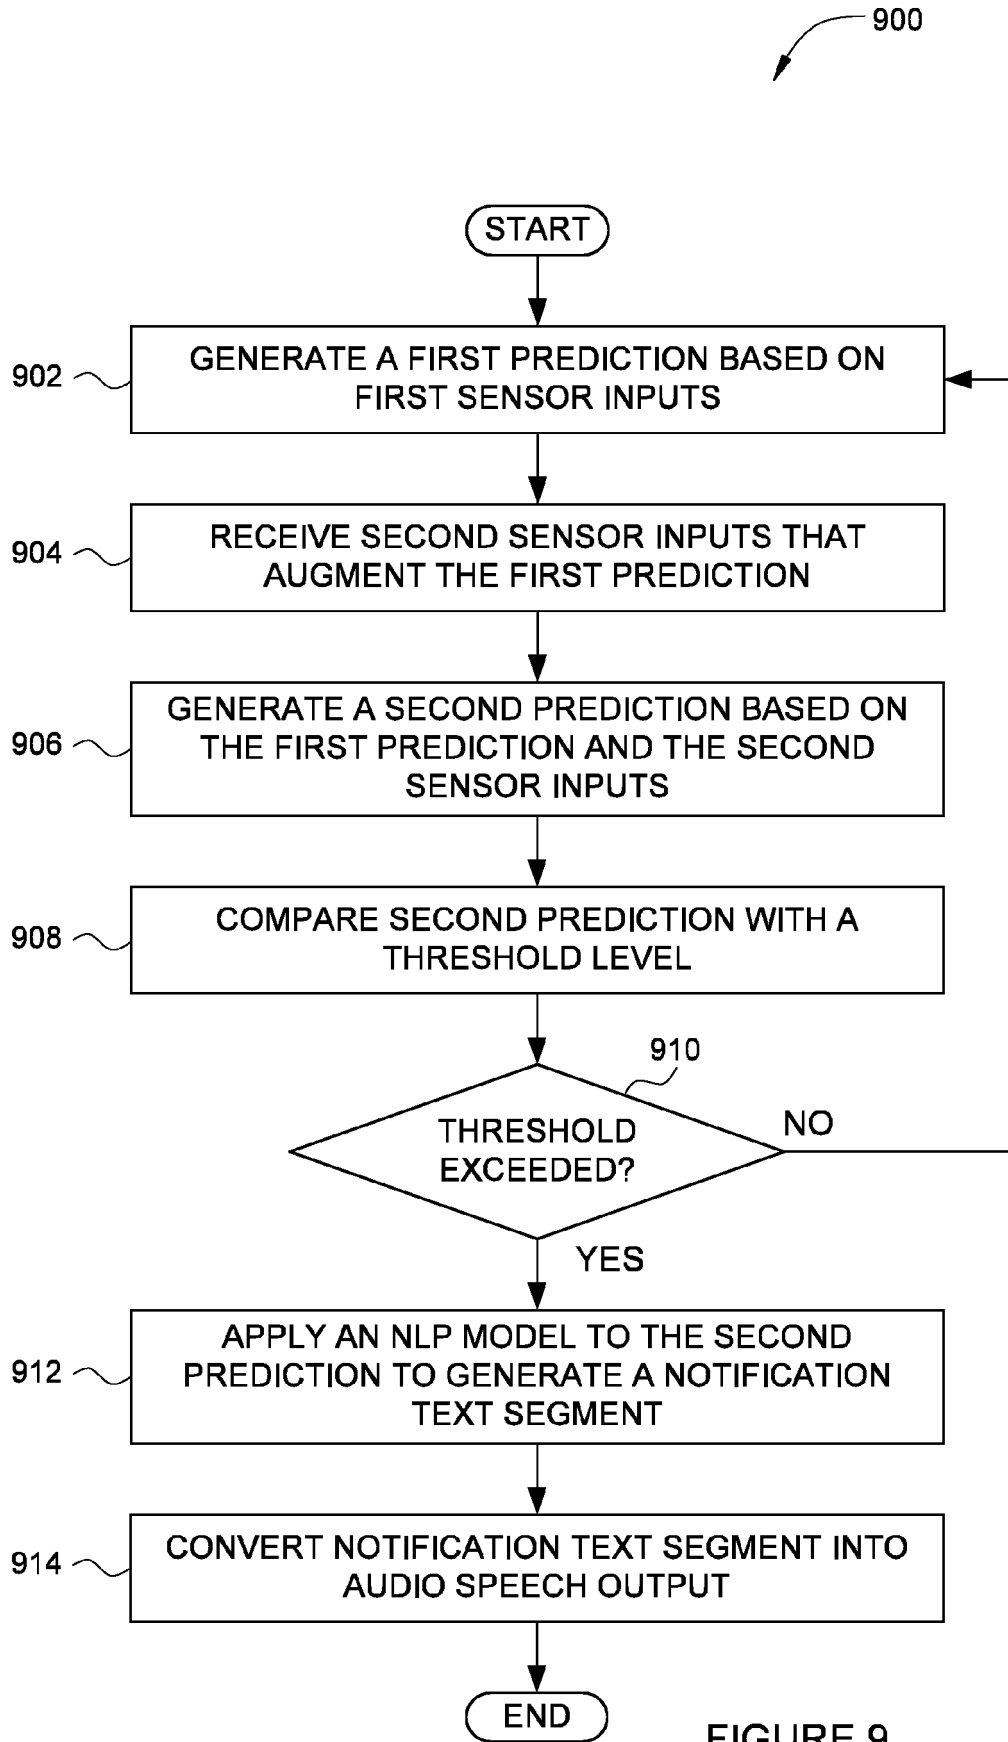 900
START
902
GENERATE A FIRST PREDICTION BASED ON
FIRST SENSOR INPUTS
904
RECEIVE SECOND SENSOR INPUTS THAT
AUGMENT THE FIRST PREDICTION
906
GENERATE A SECOND PREDICTION BASED ON
THE FIRST PREDICTION AND THE SECOND
SENSOR INPUTS
908
COMPARE SECOND PREDICTION WITH A
THRESHOLD LEVEL
910
THRESHOLD
EXCEEDED?
NO
YES
912
APPLY AN NLP MODEL TO THE SECOND
PREDICTION TO GENERATE A NOTIFICATION
TEXT SEGMENT
914
CONVERT NOTIFICATION TEXT SEGMENT INTO
AUDIO SPEECH OUTPUT
END
FIGURE 9